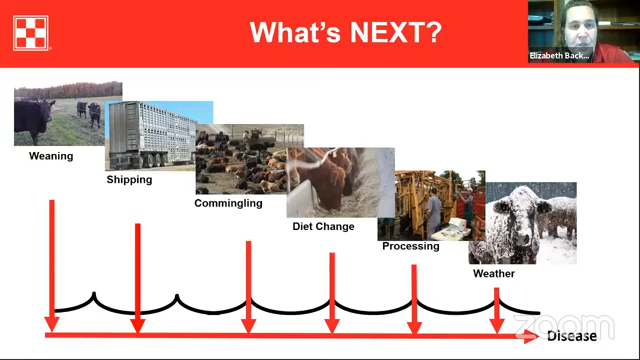 What's NEXT?
Elizabeth Back...
Weaning
Shipping
Commingling
Diet Change
Processing
Weather
Disease
zoom